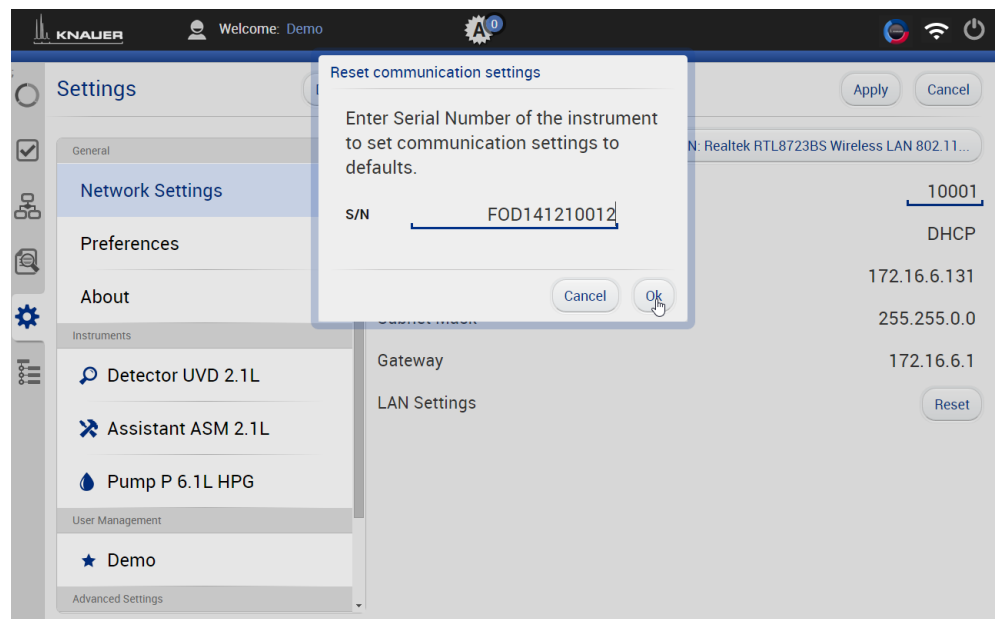 KNAUER
Welcome: Demo
A 0
Settings
Apply
Cancel
Reset communication settings
Enter Serial Number of the instrument
to set communication settings to
defaults.
S/N
FOD141210012
Cancel
Ok
General
Network Settings
Preferences
About
Instruments
Detector UVD 2.1L
Assistant ASM 2.1L
Pump P 6.1L HPG
User Management
Demo
Advanced Settings
N: Realtek RTL8723BS Wireless LAN 802.11...
10001
DHCP
172.16.6.131
Subnet Mask
255.255.0.0
Gateway
172.16.6.1
LAN Settings
Reset